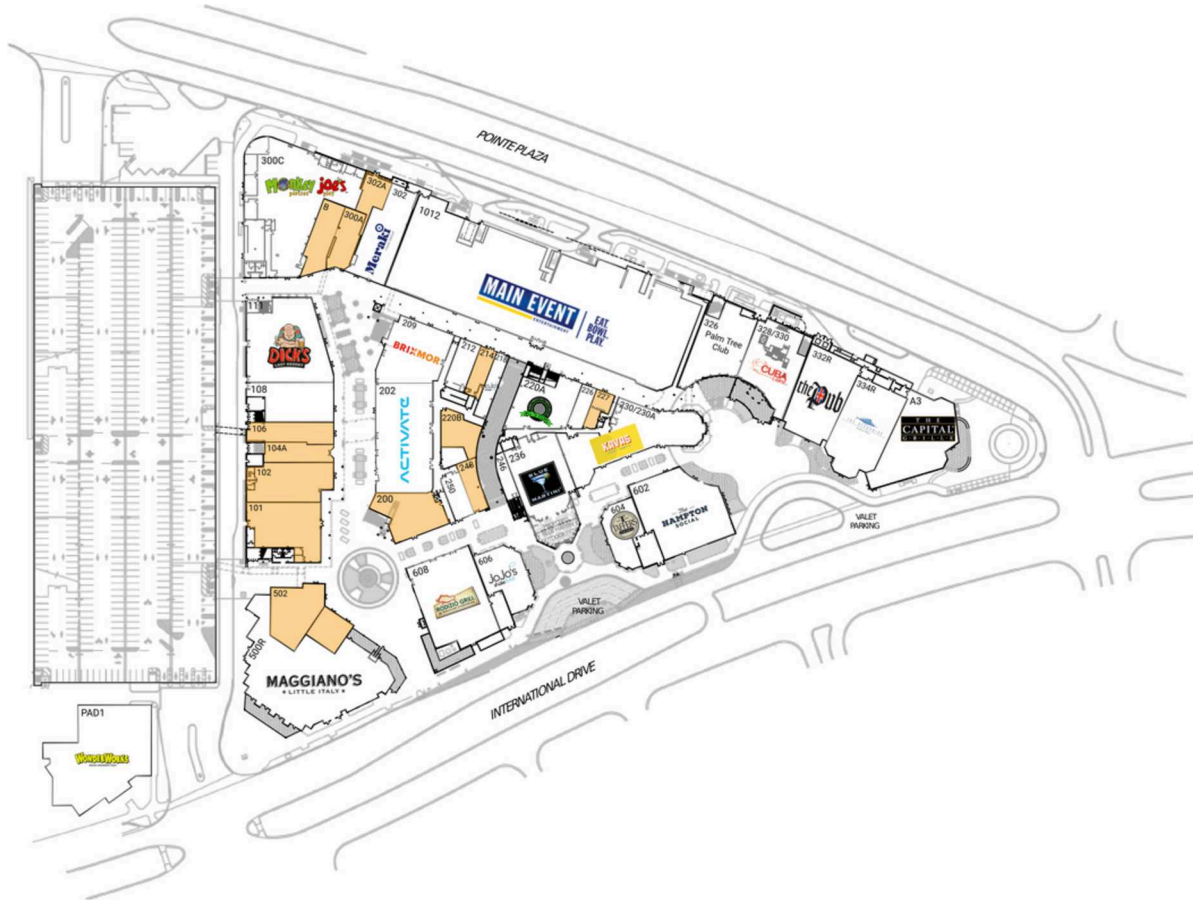 POINTE PLAZA
300C
Monkey joe's
302A
302
B
300A
Meraki
1012
MAIN EVENT
ENTERTAINMENT
EAT.
BOWL.
PLAY.
11
DICK'S
LAST RESORT
209
BRIXMOR
212
214
326
Palm Tree
Club
328/330
CUBA
332R
the Pub
334R
A3
THE
CAPITAL
GRILLE
108
202
ACTIVATE
220A
226
227
230/230A
KAVAS
106
104A
220B
102
246
250
246
236
BLUE
MARTINI
101
200
602
The
HAMPTON
SOCIAL
604
VALET
PARKING
608
RODIZIO GRILL
606
JoJo's
VALET
PARKING
502
500R
MAGGIANO'S
LITTLE ITALY
INTERNATIONAL DRIVE
PAD1
WONDERWORKS